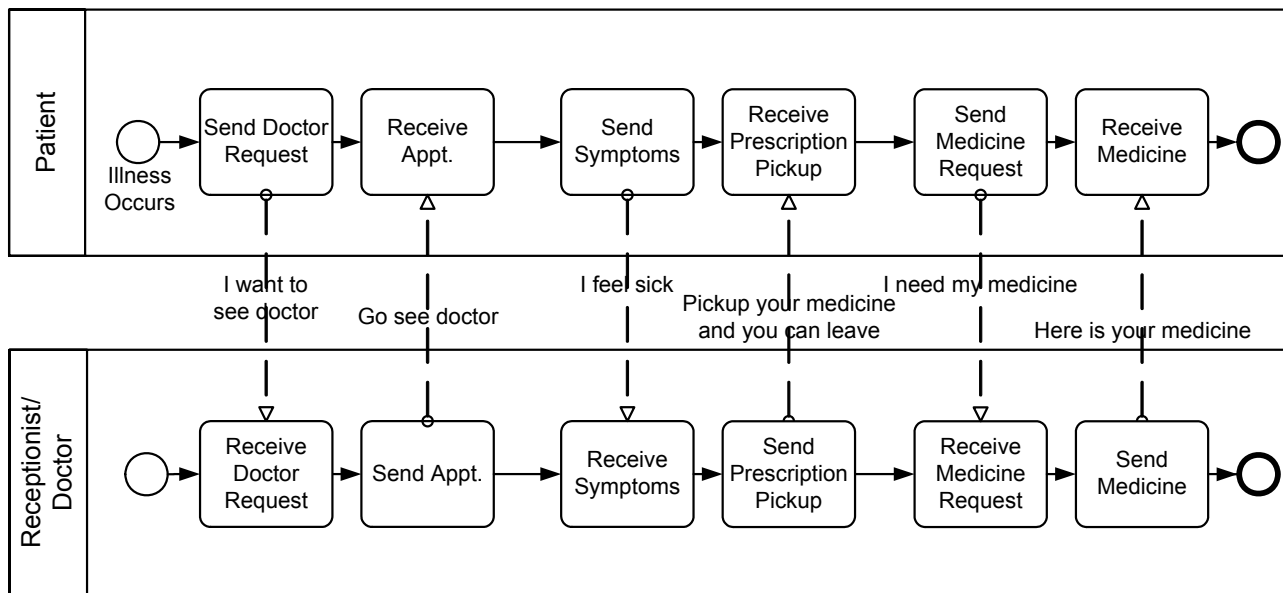 Patient
Send Doctor
Request
Receive
Appt.
Send
Symptoms
Receive
Prescription
Pickup
Send
Medicine
Request
Receive
Medicine
Illness
Occurs
I want to
see doctor
Go see doctor
I feel sick
Pickup your medicine
and you can leave
I need my medicine
Here is your medicine
Receptionist/
Doctor
Receive
Doctor
Request
Send Appt.
Receive
Symptoms
Send
Prescription
Pickup
Receive
Medicine
Request
Send
Medicine